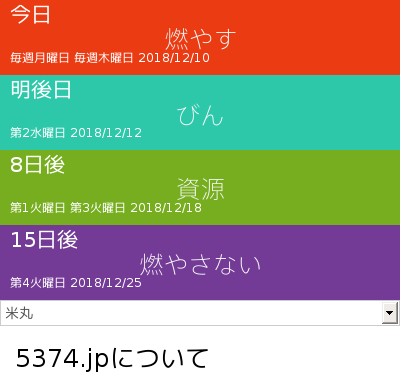 今日
燃やす
毎週月曜日 毎週木曜日 2018/12/10
明後日
びん
第2水曜日 2018/12/12
8日後
資源
第1火曜日 第3火曜日 2018/12/18
15日後
燃やさない
第4火曜日 2018/12/25
米丸
5374.jpについて